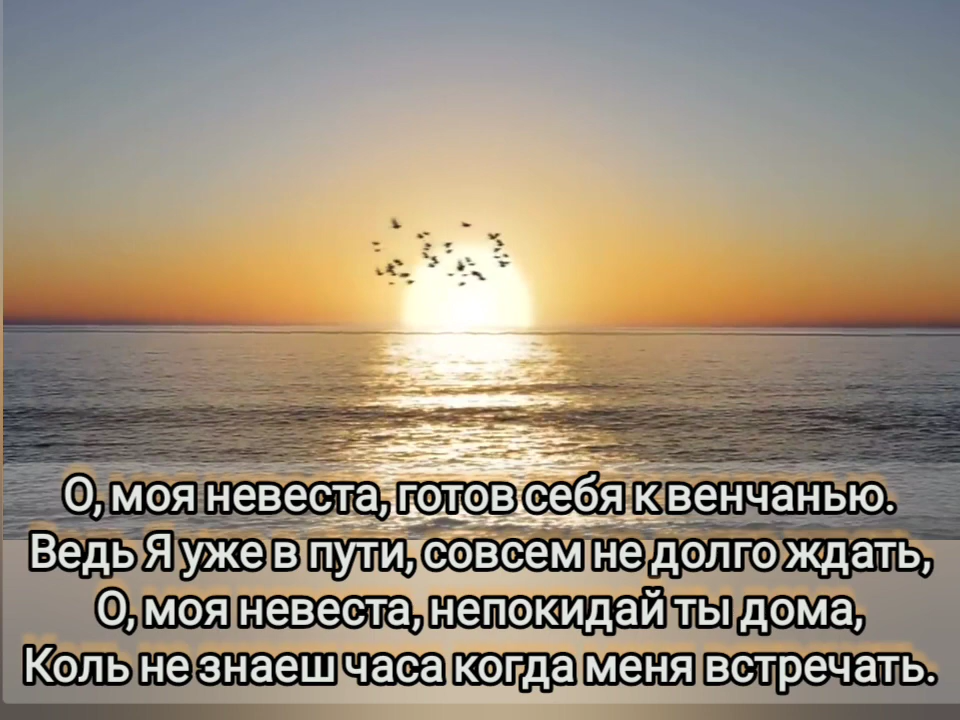 О, моя невеста, готов себя к венчанью.
Ведь Я уже в пути, совсем не долго ждать,
О, моя невеста, непокидай ты дома,
Коль не знаеш часа когда меня встречать.